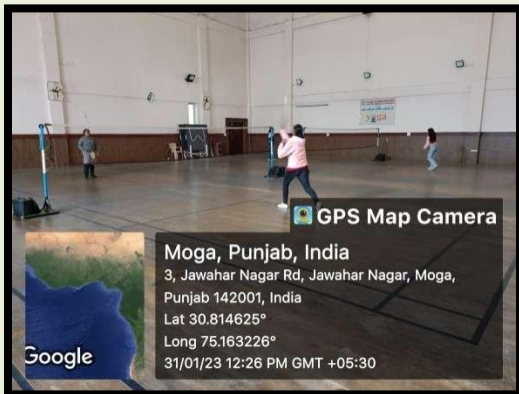 GPS Map Camera
Moga, Punjab, India
3, Jawahar Nagar Rd, Jawahar Nagar, Moga,
Punjab 142001, India
Lat 30.814625°
Long 75.163226°
31/01/23 12:26 PM GMT +05:30
Google